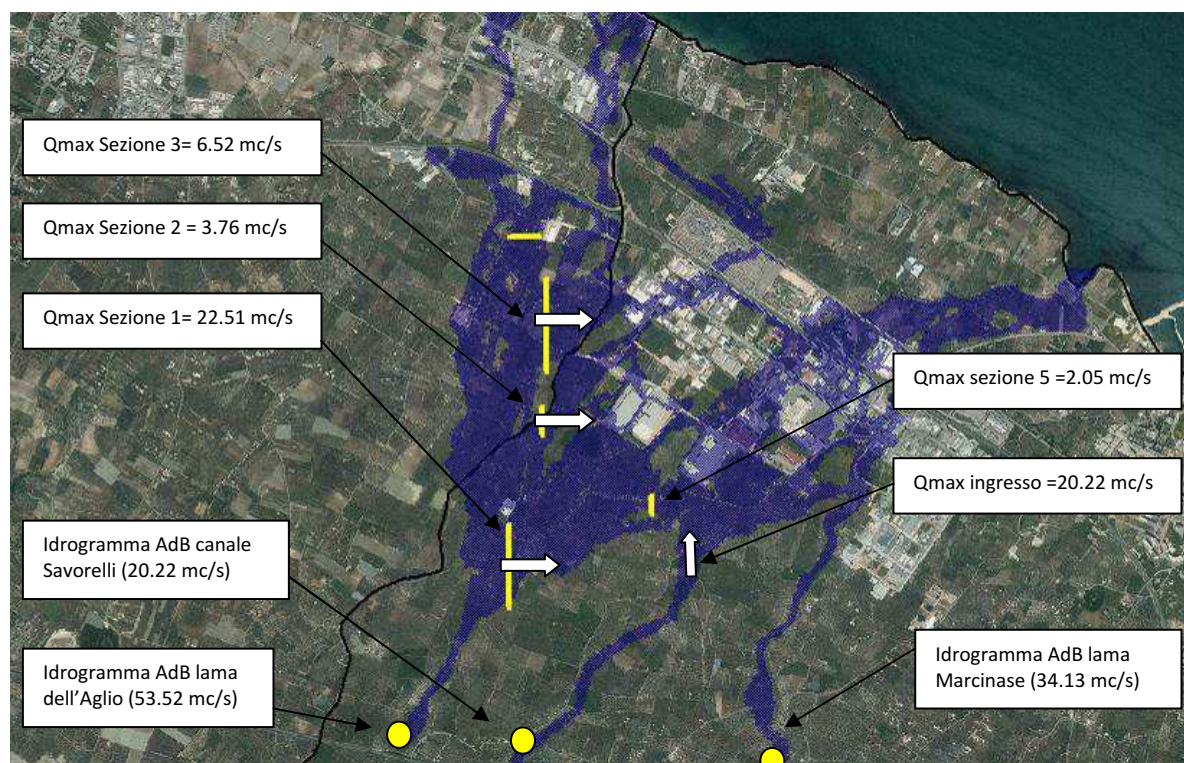 Qmax Sezione 3= 6.52 mc/s
Qmax Sezione 2 = 3.76 mc/s
Qmax Sezione 1= 22.51 mc/s
Qmax sezione 5 =2.05 mc/s
Qmax ingresso =20.22 mc/s
Idrogramma AdB canale
Savorelli (20.22 mc/s)
Idrogramma AdB lama
dell’Aglio (53.52 mc/s)
Idrogramma AdB lama
Marcinase (34.13 mc/s)